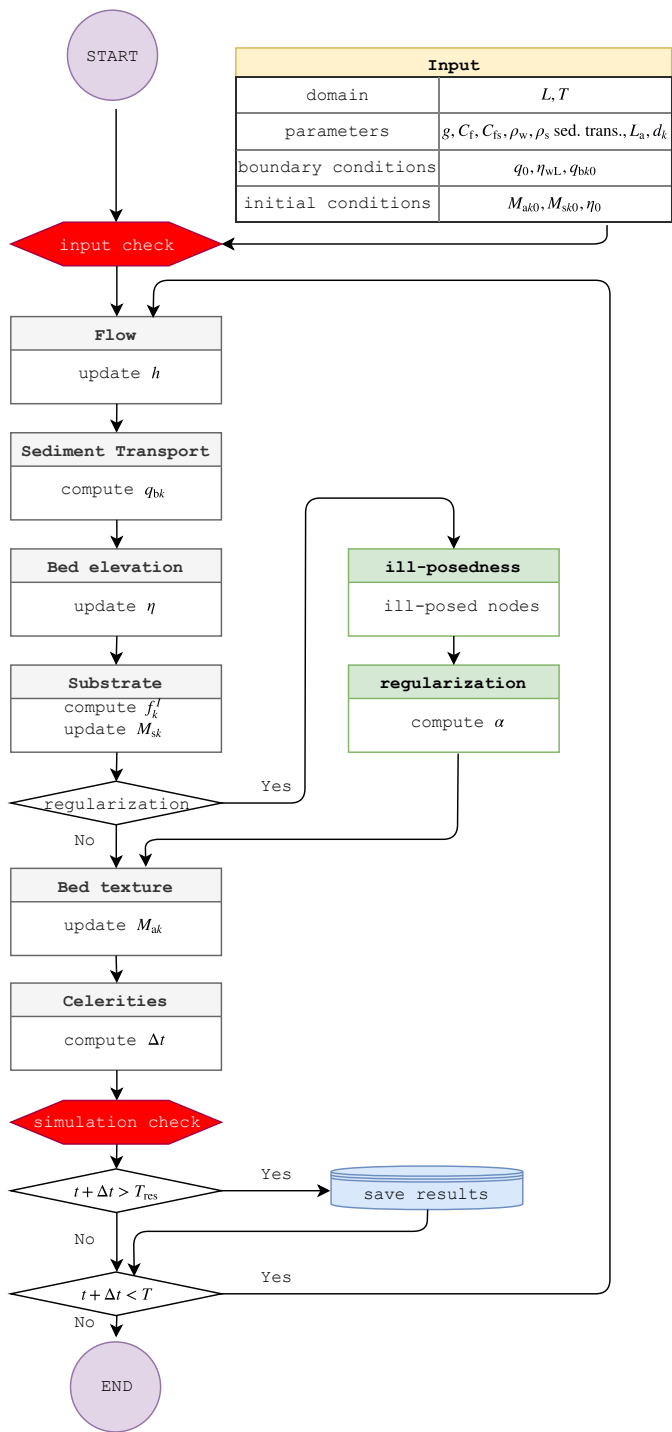 START
Input
domain L, T
parameters g, C_f, C_fs, ρ_w, ρ_s sed. trans., L_a, d_k
boundary conditions q_0, η_wL, q_bk0
initial conditions M_ak0, M_sk0, η_0
input check
Flow
update h
Sediment Transport
compute q_bk
Bed elevation
update η
ill-posedness
ill-posed nodes
Substrate
compute f_k^I
update M_sk
regularization
compute α
regularization
Yes
No
Bed texture
update M_ak
Celerities
compute Δt
simulation check
t + Δt > T_res
Yes
save results
No
t + Δt < T
Yes
No
END